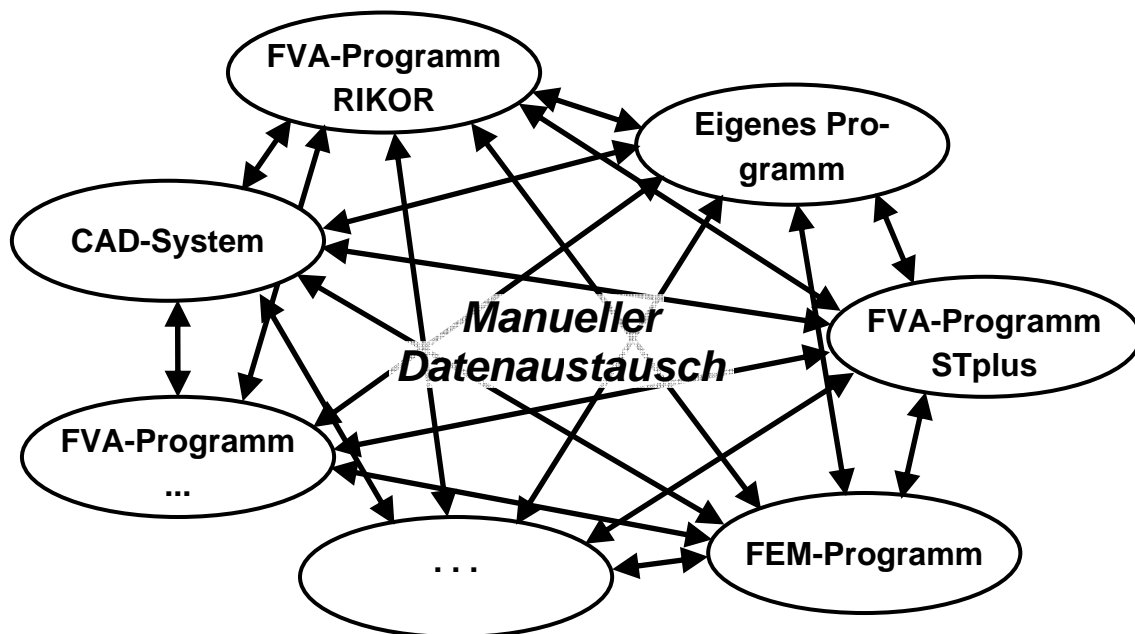 FVA-Programm
RIKOR
Eigenes Pro-
gramm
CAD-System
Manueller
Datenaustausch
FVA-Programm
STplus
FVA-Programm
...
. . .
FEM-Programm